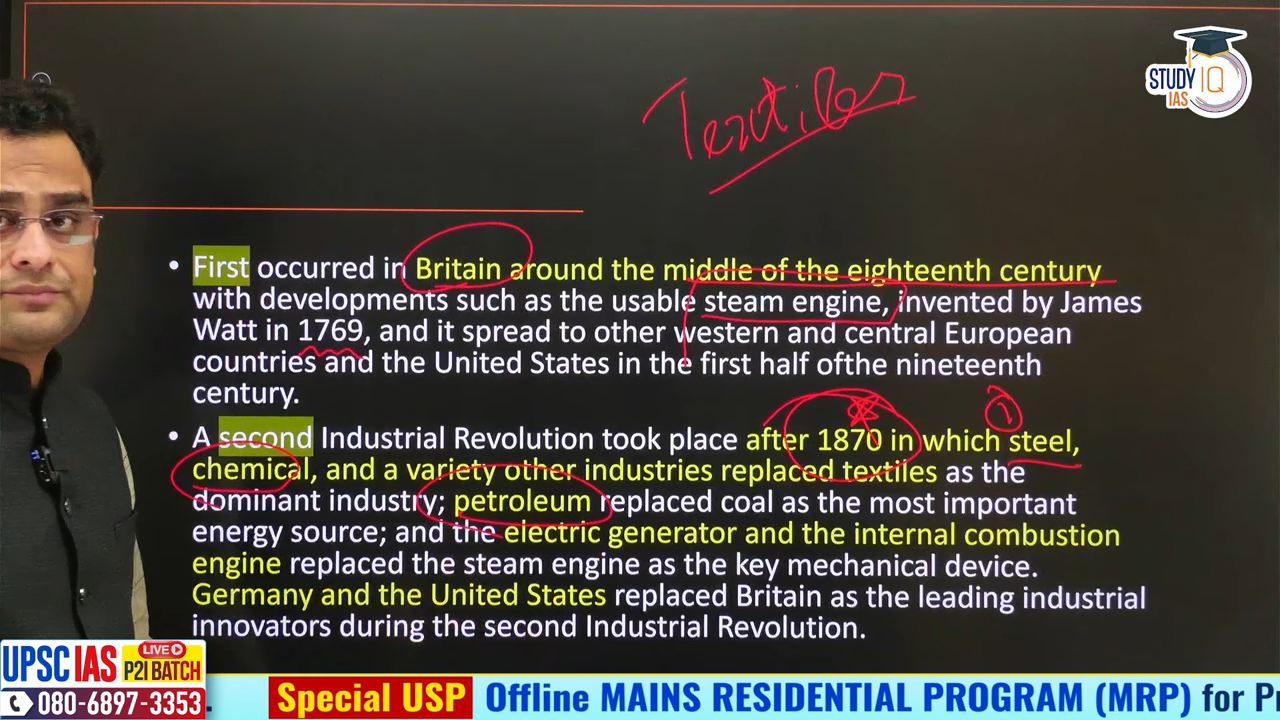 Textiles
STUDY IQ
IAS
• First occurred in Britain around the middle of the eighteenth century
with developments such as the usable steam engine, invented by James
Watt in 1769, and it spread to other western and central European
countries and the United States in the first half ofthe nineteenth
century.
• A second Industrial Revolution took place after 1870 in which steel,
chemical, and a variety other industries replaced textiles as the
dominant industry; petroleum replaced coal as the most important
energy source; and the electric generator and the internal combustion
engine replaced the steam engine as the key mechanical device.
Germany and the United States replaced Britain as the leading industrial
innovators during the second Industrial Revolution.
1
UPSC IAS LIVE P2I BATCH
080-6897-3353
Special USP Offline MAINS RESIDENTIAL PROGRAM (MRP) for